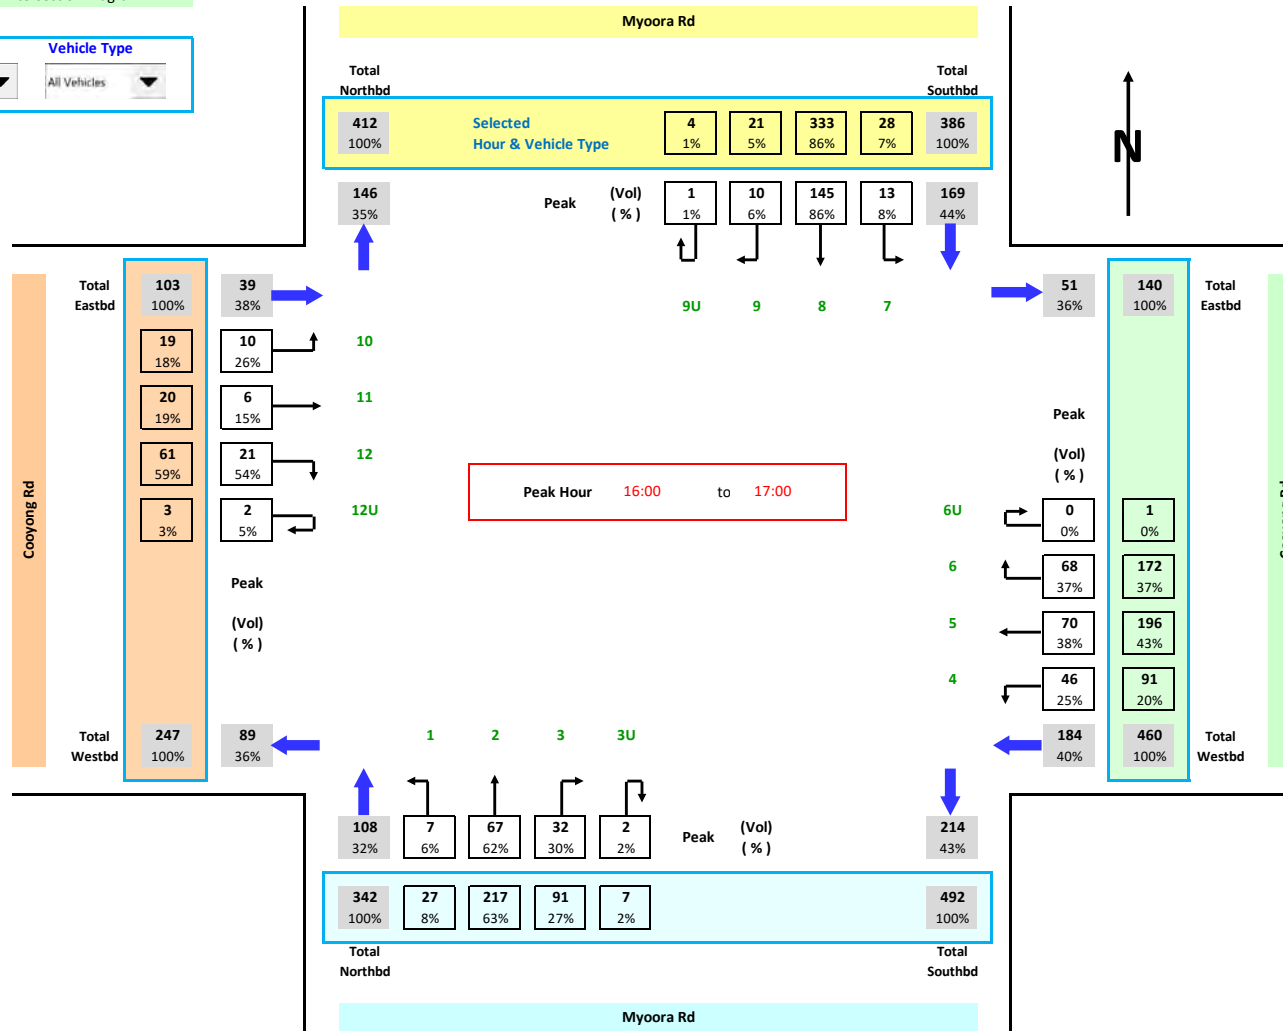 Myoora Rd
Vehicle Type
All Vehicles
Total Northbd
Total Southbd
412 100%
Selected Hour & Vehicle Type
4 1%
21 5%
333 86%
28 7%
386 100%
N
146 35%
Peak (Vol) ( % )
1 1%
10 6%
145 86%
13 8%
169 44%
Total Eastbd
103 100%
39 38%
9U 9 8 7
51 36%
140 100%
Total Eastbd
19 18%
10 26%
10
20 19%
6 15%
11
Peak
61 59%
21 54%
12
(Vol) ( % )
Peak Hour 16:00 to 17:00
Cooyong Rd
3 3%
2 5%
12U
6U
0 0%
1 0%
Peak
6
68 37%
172 37%
(Vol) ( % )
5
70 38%
196 43%
4
46 25%
91 20%
Total Westbd
247 100%
89 36%
1 2 3 3U
184 40%
460 100%
Total Westbd
108 32%
7 6%
67 62%
32 30%
2 2%
Peak (Vol) ( % )
214 43%
342 100%
27 8%
217 63%
91 27%
7 2%
492 100%
Total Northbd
Total Southbd
Myoora Rd